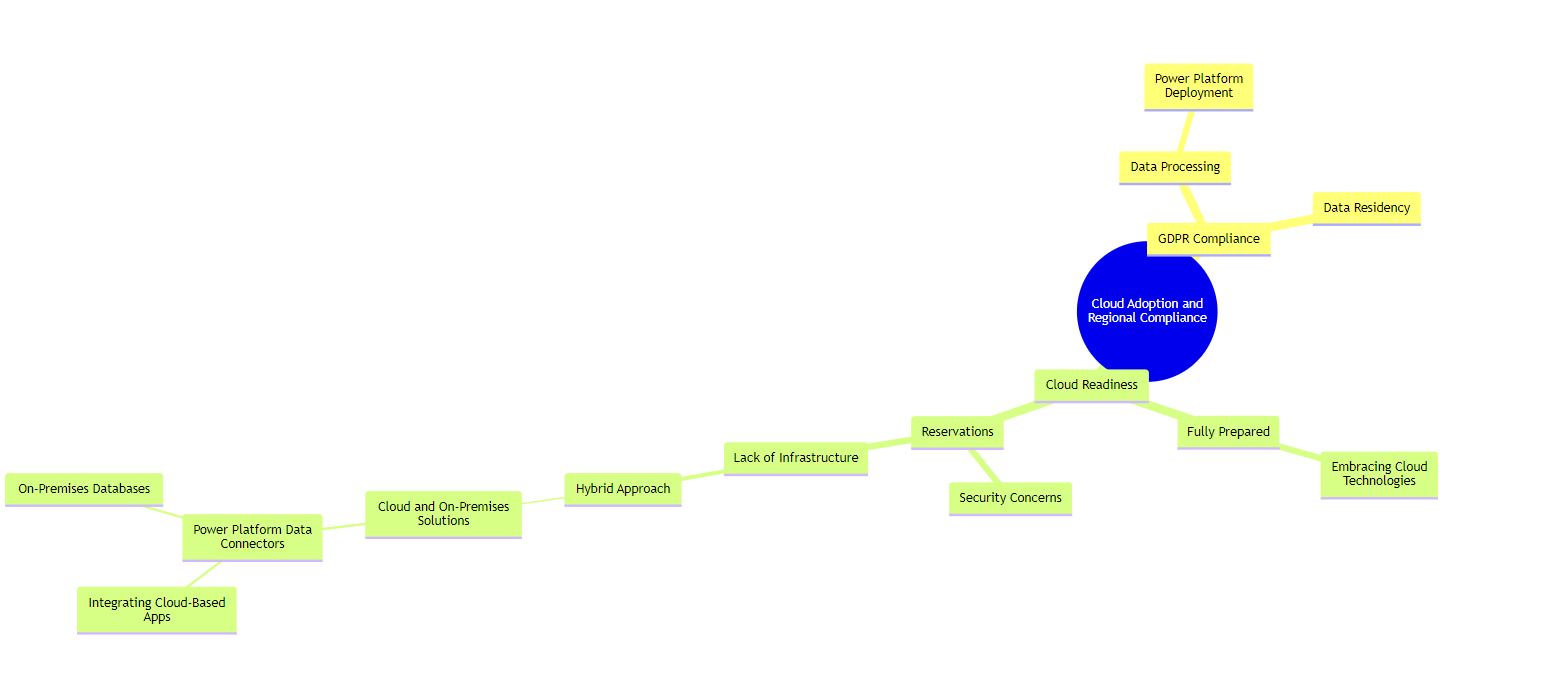 Power Platform
Deployment
Data Processing
Data Residency
GDPR Compliance
Cloud Adoption and
Regional Compliance
Cloud Readiness
Reservations
Fully Prepared
Lack of Infrastructure
Embracing Cloud
Technologies
Security Concerns
Hybrid Approach
On-Premises Databases
Cloud and On-Premises
Solutions
Power Platform Data
Connectors
Integrating Cloud-Based
Apps